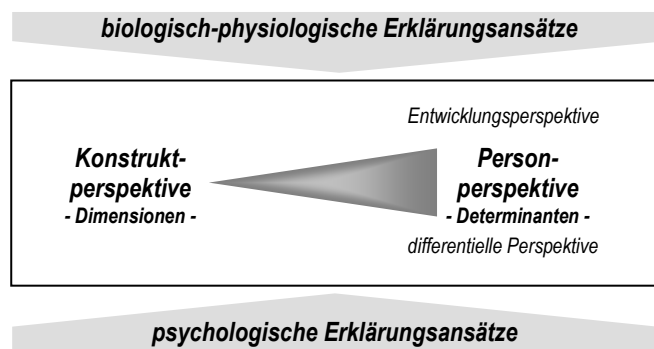 biologisch-physiologische Erklärungsansätze
Entwicklungsperspektive
Konstrukt-
perspektive
- Dimensionen -
Person-
perspektive
- Determinanten -
differentielle Perspektive
psychologische Erklärungsansätze